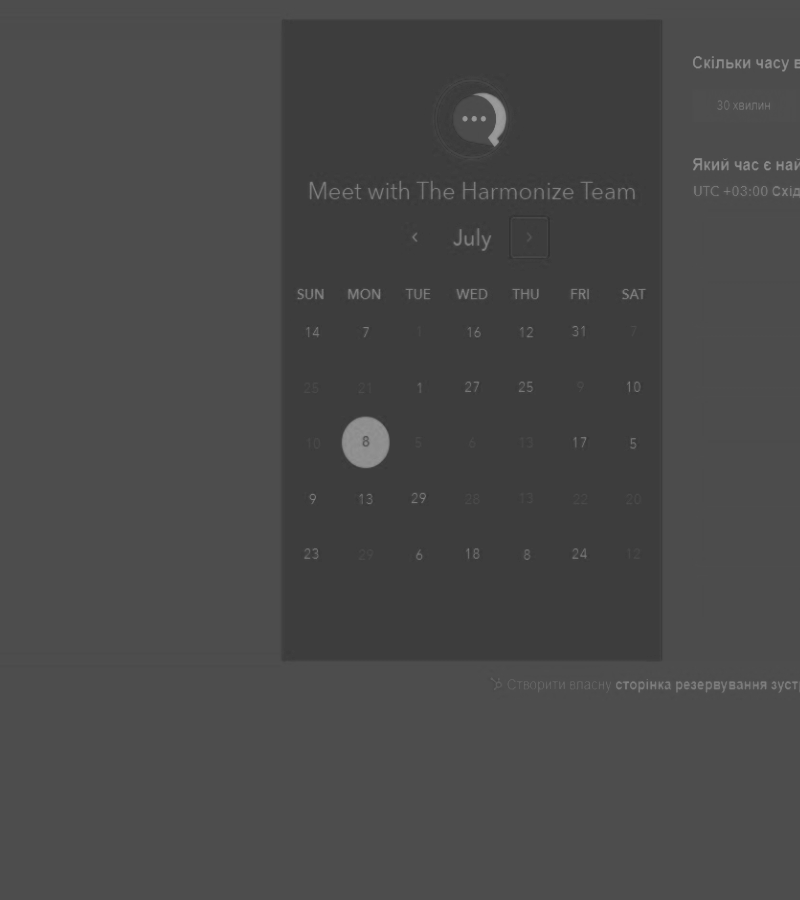 Скільки часу в
30 хвилин
Який час є най
UTC +03:00 Схід
Meet with The Harmonize Team
July
SUN MON TUE WED THU FRI SAT
14 7 1 16 12 31 7
25 21 1 27 25 9 10
10 8 5 6 13 17 5
9 13 29 28 13 22 20
23 29 6 18 8 24 12
Створити власну сторінка резервування зуст